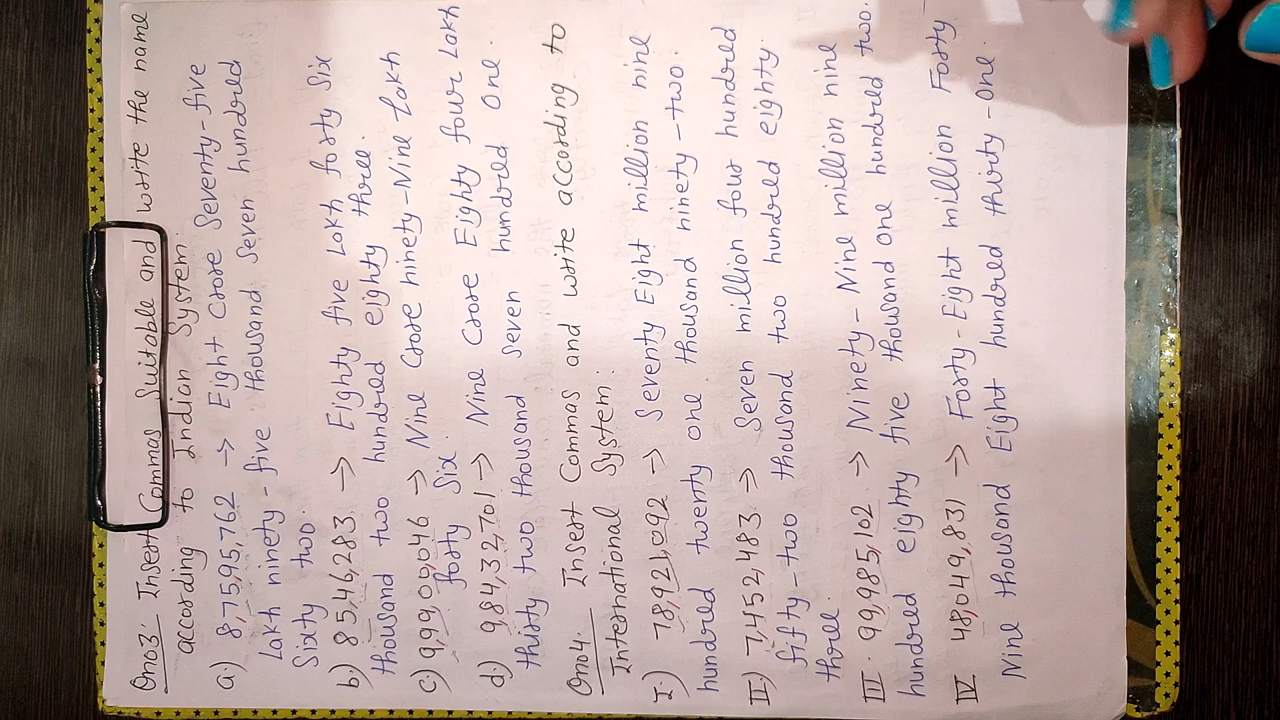 Qno3: Insert Commas Suitable and write the name
according to Indian System.
a.) 8,75,95,762 → Eight Crore Seventy-five
Lakh ninety-five thousand Seven hundred
Sixty two.
b.) 85,46,283 → Eighty five Lakh forty Six
thousand two hundred eighty three.
c.) 9,99,00,046 → Nine Crore ninety-Nine Lakh
forty Six.
d.) 9,84,32,701 → Nine Crore Eighty four Lakh
thirty two thousand seven hundred One.
Qno4. Insert Commas and write according to
International System:
I.) 78,921,092 → Seventy Eight million nine
hundred twenty one thousand ninety-two.
II.) 7,452,483 → Seven million four hundred
fifty-two thousand two hundred eighty.
three.
III. 99,985,102 → Ninety-Nine million nine
hundred eighty five thousand one hundred two.
IV 48,049,831 → Forty-Eight million Forty-
Nine thousand Eight hundred thirty-One.